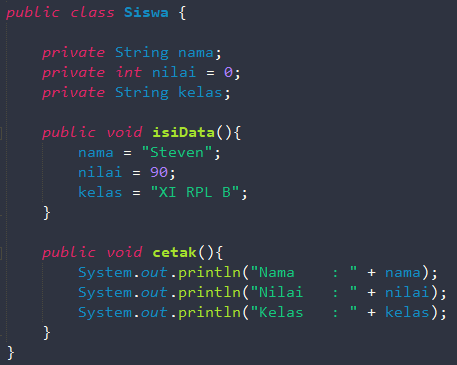 public class Siswa {
private String nama;
private int nilai = 0;
private String kelas;
public void isiData(){
nama = "Steven";
nilai = 90;
kelas = "XI RPL B";
}
public void cetak(){
System.out.println("Nama   : " + nama);
System.out.println("Nilai   : " + nilai);
System.out.println("Kelas   : " + kelas);
}
}